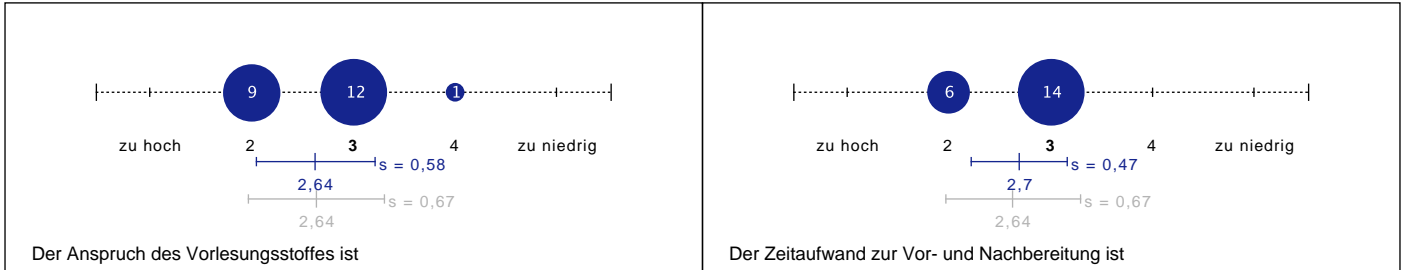 9 12 1
zu hoch 2 3 4 zu niedrig
s = 0,58
2,64
s = 0,67
2,64
Der Anspruch des Vorlesungsstoffes ist
6 14
zu hoch 2 3 4 zu niedrig
s = 0,47
2,7
s = 0,67
2,64
Der Zeitaufwand zur Vor- und Nachbereitung ist